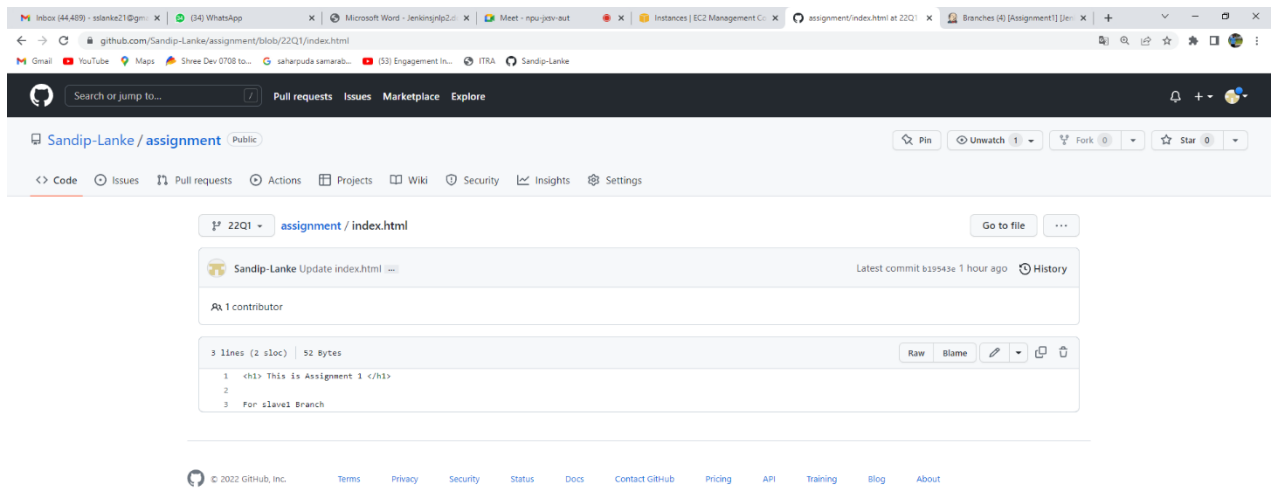 Inbox (44,489) - sslanke21@gm
(34) WhatsApp
Microsoft Word - Jenkinsjnlp2.d
Meet - npu-jxsv-aut
Instances | EC2 Management Co
assignment/index.html at 22Q1
Branches (4) [Assignment1] [Jen
github.com/Sandip-Lanke/assignment/blob/22Q1/index.html
Gmail YouTube Maps Shree Dev 0708 to... saharpuda samarab... (53) Engagement In... ITRA Sandip-Lanke
Search or jump to... / Pull requests Issues Marketplace Explore
Sandip-Lanke / assignment Public
Pin Unwatch 1 Fork 0 Star 0
<> Code Issues Pull requests Actions Projects Wiki Security Insights Settings
22Q1 assignment / index.html Go to file ...
Sandip-Lanke Update index.html ... Latest commit b19543e 1 hour ago History
1 contributor
3 lines (2 sloc) | 52 Bytes Raw Blame
1 <h1> This is Assignment 1 </h1>
2
3 For slave1 Branch
© 2022 GitHub, Inc. Terms Privacy Security Status Docs Contact GitHub Pricing API Training Blog About